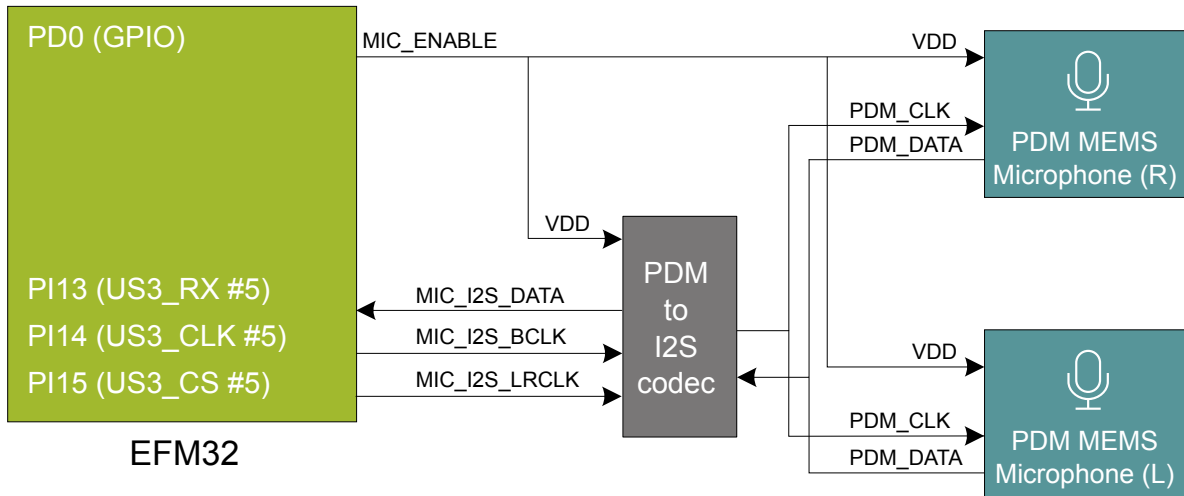 PD0 (GPIO)
MIC_ENABLE
VDD
PDM_CLK
PDM_DATA
PDM MEMS
Microphone (R)
VDD
PDM
to
I2S
codec
PI13 (US3_RX #5)
MIC_I2S_DATA
PI14 (US3_CLK #5)
MIC_I2S_BCLK
PI15 (US3_CS #5)
MIC_I2S_LRCLK
EFM32
VDD
PDM_CLK
PDM_DATA
PDM MEMS
Microphone (L)